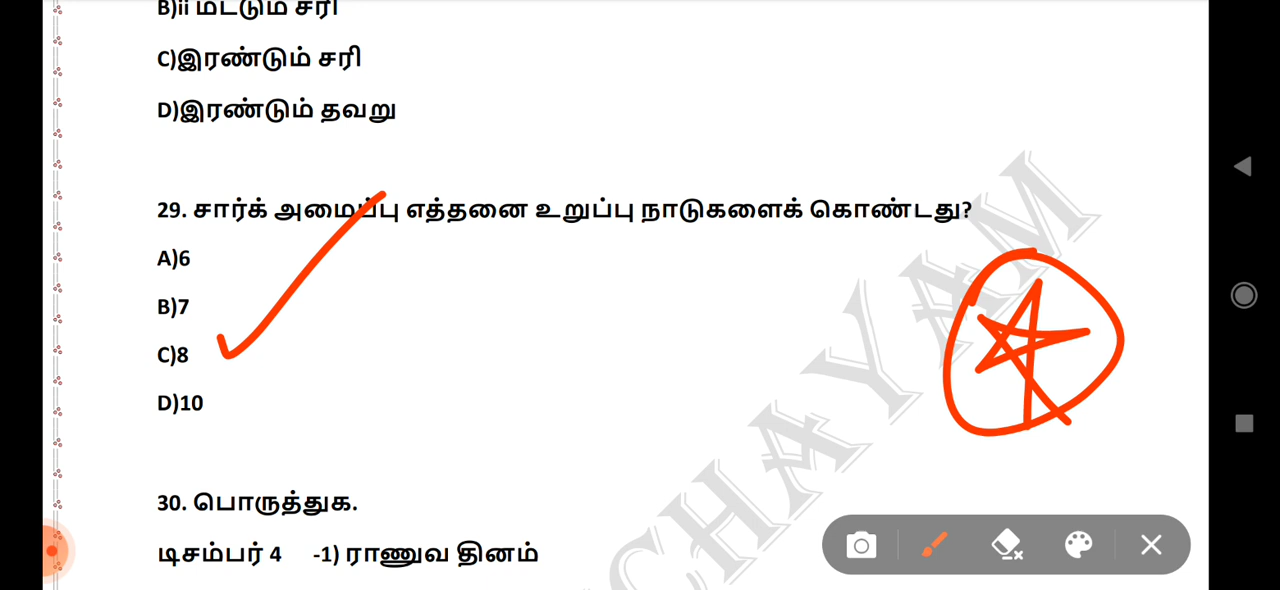 B)ii மட்டும் சரி
C)இரண்டும் சரி
D)இரண்டும் தவறு
29. சார்க் அமைப்பு எத்தனை உறுப்பு நாடுகளைக் கொண்டது?
A)6
B)7
C)8
D)10
30. பொருத்துக.
டிசம்பர் 4 -1) ராணுவ தினம்
CHAYAM